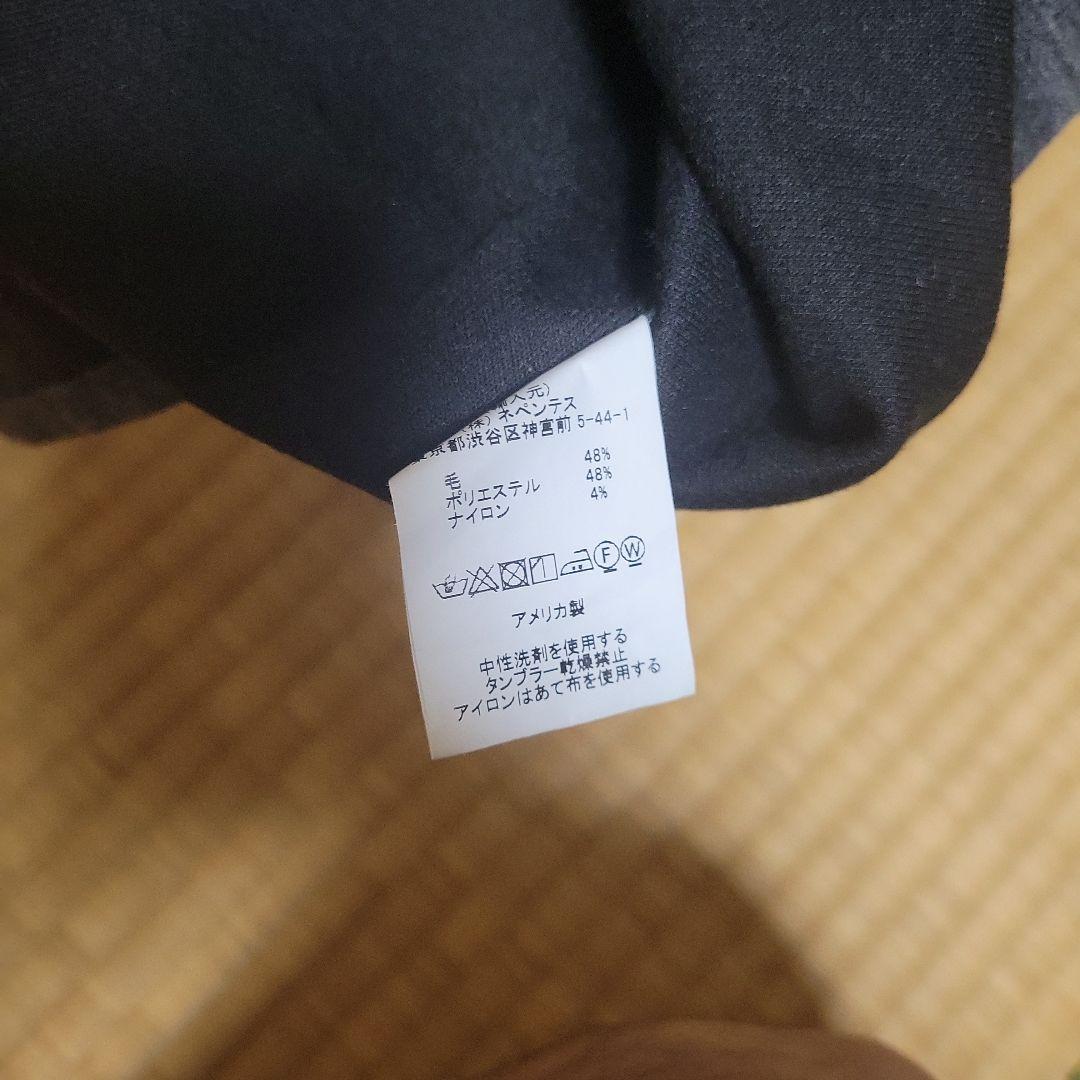 入元)
(株) ネペンテス
京都渋谷区神宮前 5-44-1
毛 48%
ポリエステル 48%
ナイロン 4%
F W
アメリカ製
中性洗剤を使用する
タンブラー乾燥禁止
アイロンはあて布を使用する